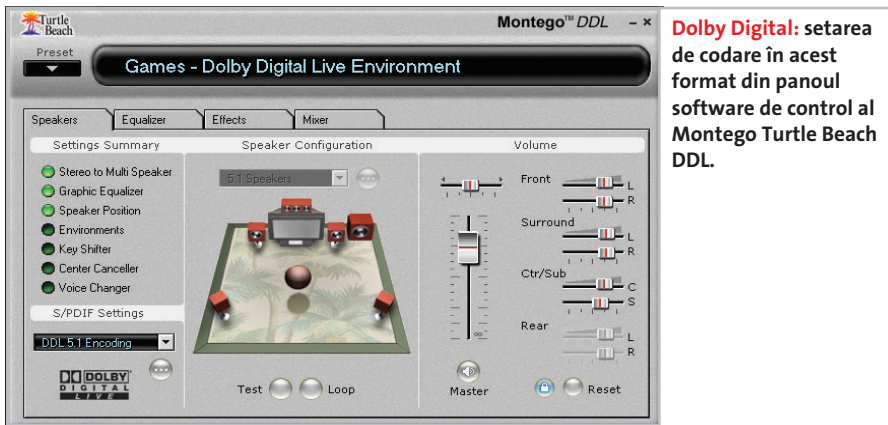 Turtle
Beach
Montego™ DDL
Preset
Games - Dolby Digital Live Environment
Speakers
Equalizer
Effects
Mixer
Settings Summary
Stereo to Multi Speaker
Graphic Equalizer
Speaker Position
Environments
Key Shifter
Center Canceller
Voice Changer
S/PDIF Settings
DDL 5.1 Encoding
DOLBY
DIGITAL
LIVE
Speaker Configuration
5.1 Speakers
Test
Loop
Volume
Front
L
R
Surround
L
R
Ctr/Sub
C
S
Rear
L
R
-∞
Master
Reset
Dolby Digital: setarea
de codare în acest
format din panoul
software de control al
Montego Turtle Beach
DDL.